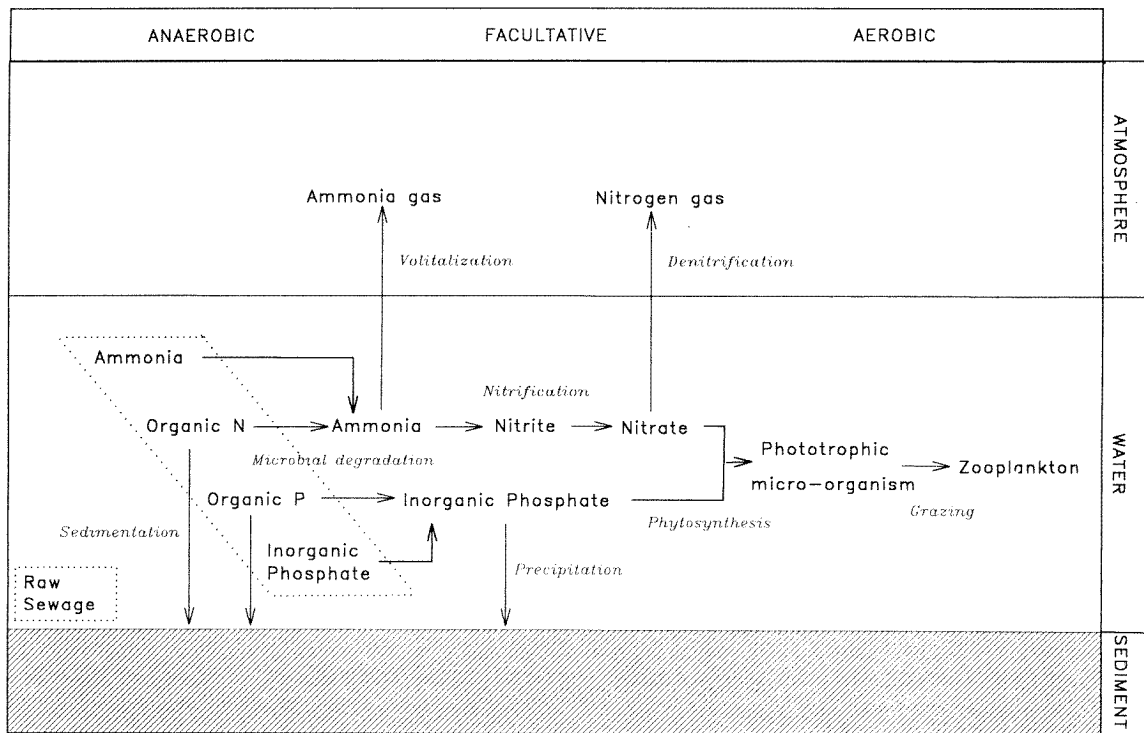 ANAEROBIC FACULTATIVE AEROBIC
ATMOSPHERE
Ammonia gas Nitrogen gas
Volitalization Denitrification
Ammonia
Nitrification
Organic N Ammonia Nitrite Nitrate
WATER
Microbial degradation
Phototrophic
micro-organism
Zooplankton
Grazing
Organic P Inorganic Phosphate
Phytosynthesis
Sedimentation
Inorganic
Phosphate
Precipitation
Raw
Sewage
SEDIMENT